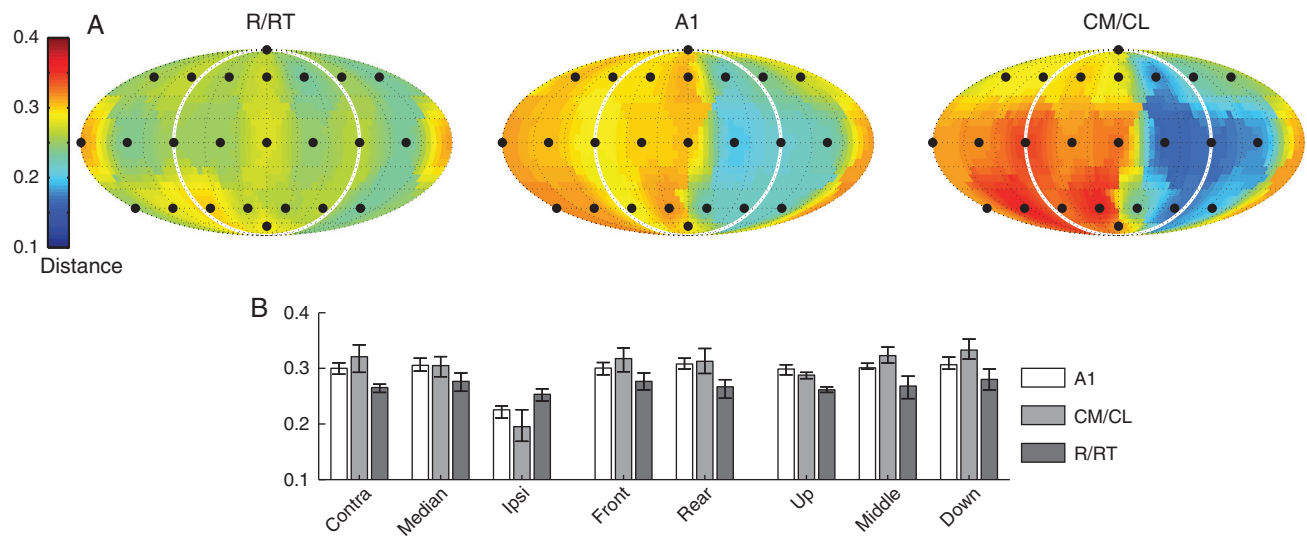 A
R/RT
A1
CM/CL
0.4
0.3
0.2
0.1
Distance
B
0.4
0.3
0.2
0.1
Contra
Median
Ipsi
Front
Rear
Up
Middle
Down
A1
CM/CL
R/RT